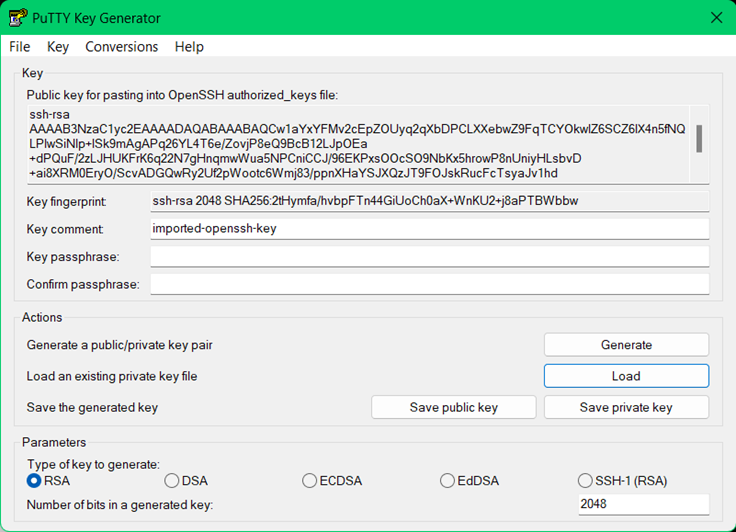 PuTTY Key Generator
File Key Conversions Help
Key
Public key for pasting into OpenSSH authorized_keys file:
ssh-rsa
AAAAB3NzaC1yc2EAAAADAQABAAABAQCw1aYxYFMv2cEpZOUyq2qXbDPCLXXebwZ9FqTCYOkwIZ6SCZ6lX4n5fNQ
LPlwSiNlp+lSk9mAgAPq26YL4T6e/ZovjP8eQ9BcB12LJpOEa
+dPQuF/2zLJHUKFrK6q22N7gHnqmwWua5NPCniCCJ/96EKPxsOOcSO9NbKx5hrowP8nUniyHLsbvD
+ai8XRM0EryO/ScvADGQwRy2Uf2pWootc6Wmj83/ppnXHaYSJXQzJT9FOJskRucFcTsyaJv1hd
Key fingerprint: ssh-rsa 2048 SHA256:2tHymfa/hvbpFTn44GiUoCh0aX+WnKU2+j8aPTBWbbw
Key comment: imported-openssh-key
Key passphrase:
Confirm passphrase:
Actions
Generate a public/private key pair Generate
Load an existing private key file Load
Save the generated key Save public key Save private key
Parameters
Type of key to generate:
RSA DSA ECDSA EdDSA SSH-1 (RSA)
Number of bits in a generated key: 2048